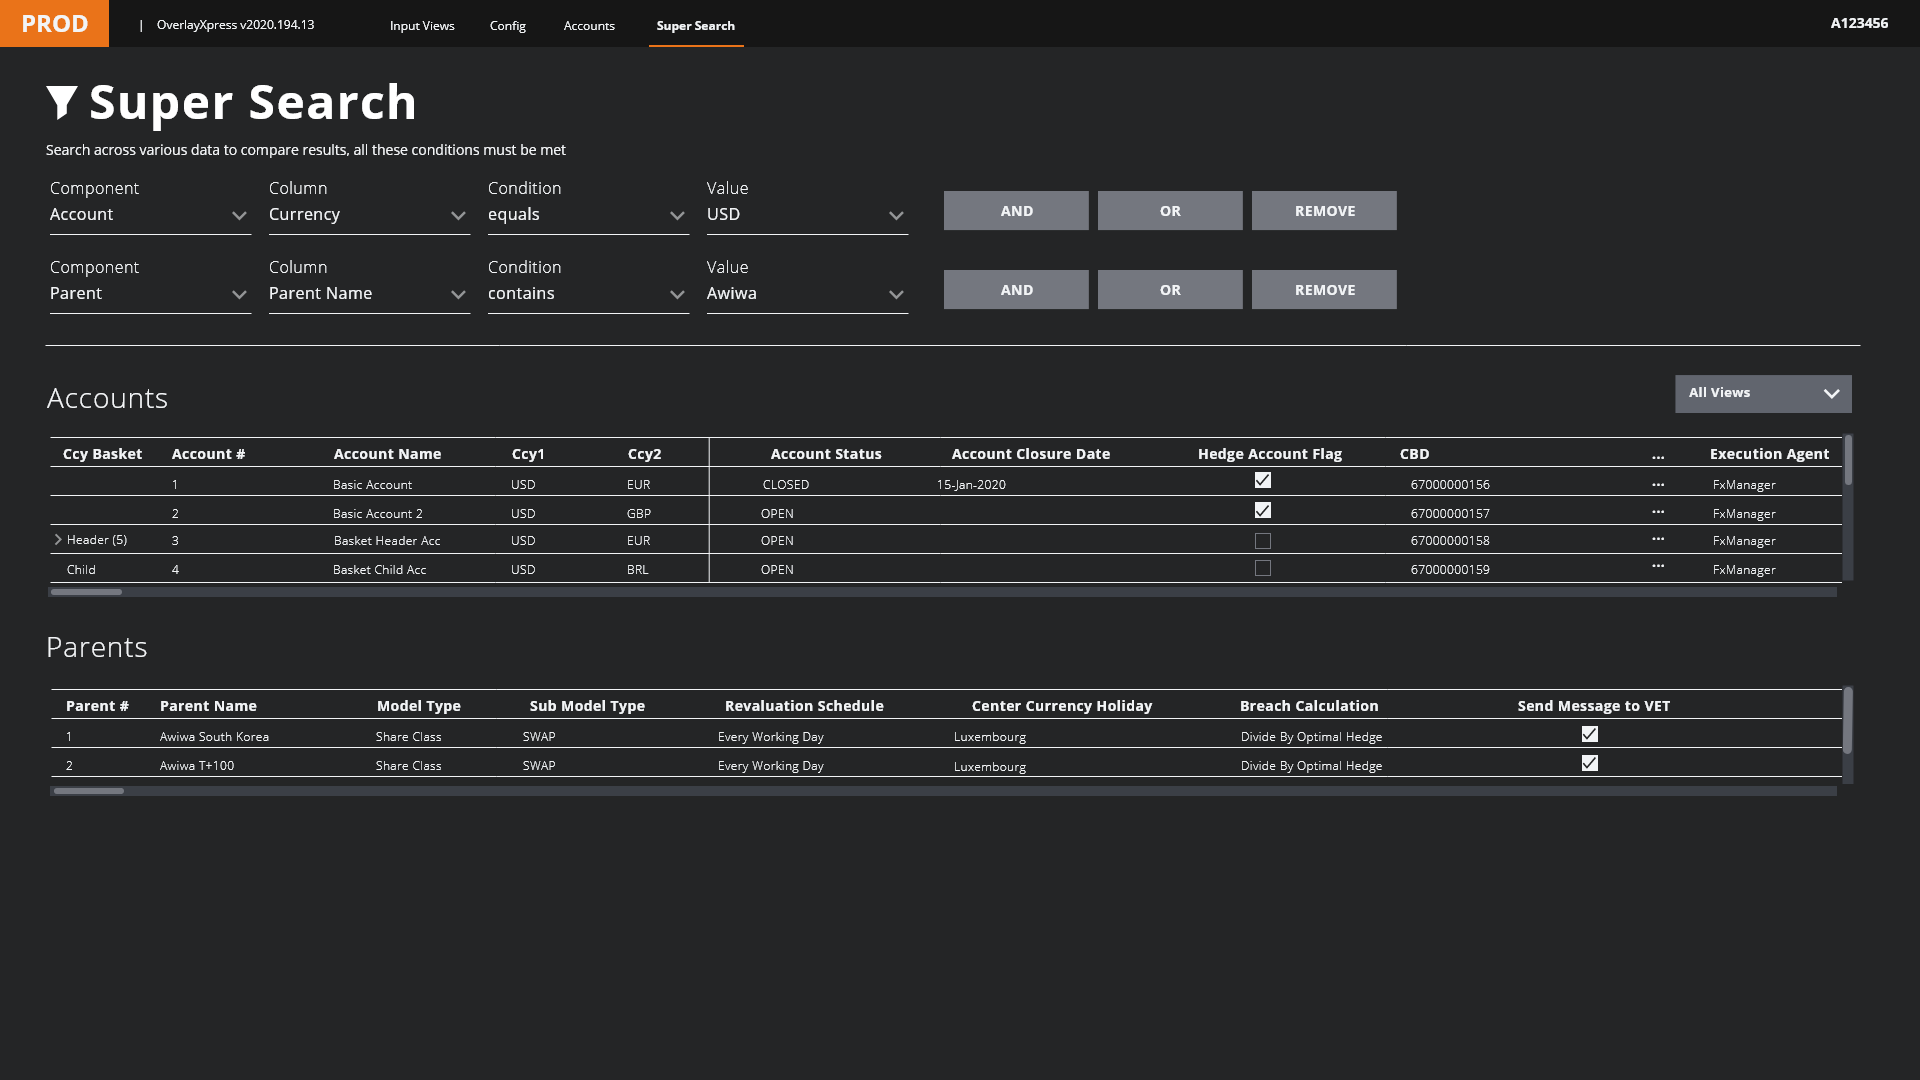 PROD | OverlayXpress v2020.194.13 Input Views Config Accounts Super Search A123456
Super Search
Search across various data to compare results, all these conditions must be met
Component Column Condition Value
Account Currency equals USD AND OR REMOVE
Component Column Condition Value
Parent Parent Name contains Awiwa AND OR REMOVE
Accounts All Views
Ccy Basket Account # Account Name Ccy1 Ccy2 Account Status Account Closure Date Hedge Account Flag CBD ... Execution Agent
1 Basic Account USD EUR CLOSED 15-Jan-2020 67000000156 ... FxManager
2 Basic Account 2 USD GBP OPEN 67000000157 ... FxManager
Header (5) 3 Basket Header Acc USD EUR OPEN 67000000158 ... FxManager
Child 4 Basket Child Acc USD BRL OPEN 67000000159 ... FxManager
Parents
Parent # Parent Name Model Type Sub Model Type Revaluation Schedule Center Currency Holiday Breach Calculation Send Message to VET
1 Awiwa South Korea Share Class SWAP Every Working Day Luxembourg Divide By Optimal Hedge
2 Awiwa T+100 Share Class SWAP Every Working Day Luxembourg Divide By Optimal Hedge